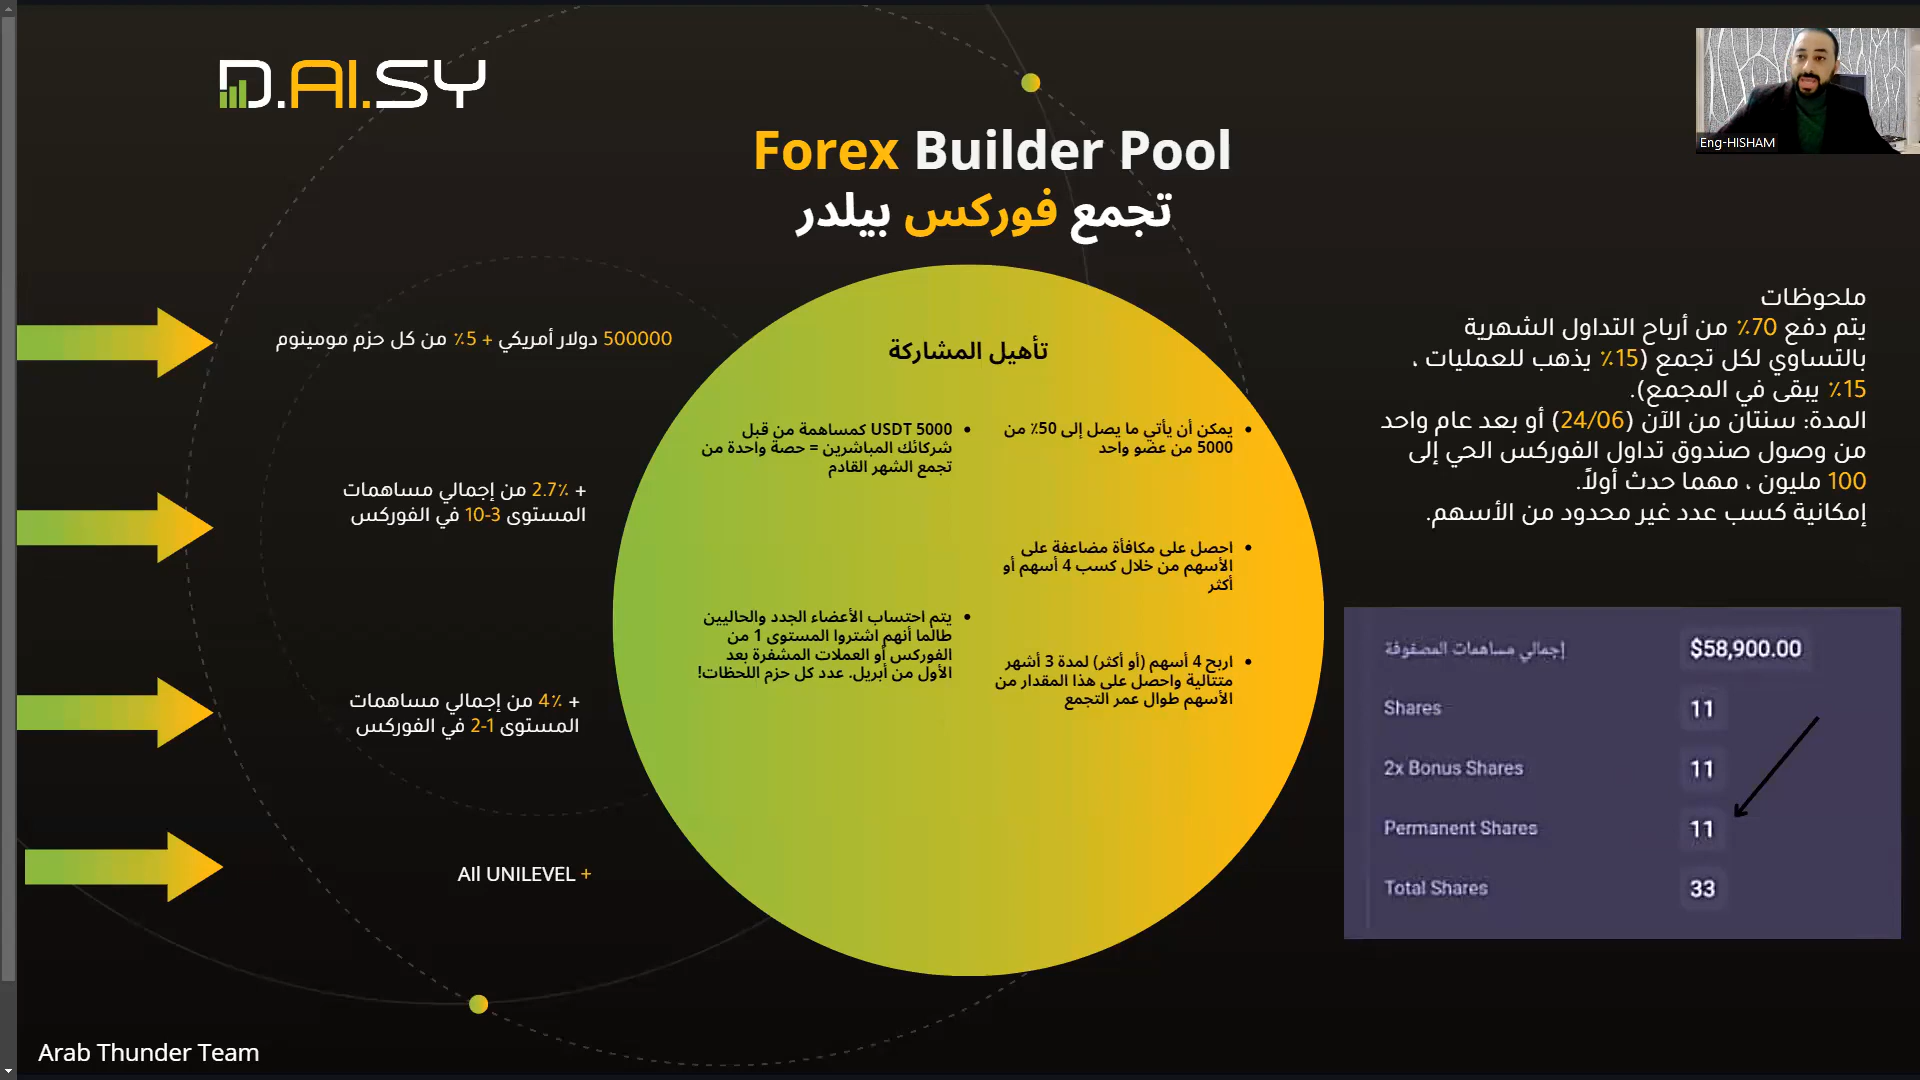 D.AI.SY
Eng-HISHAM
Forex Builder Pool
تجمع فوركس بيلدر
500000 دولار أمريكي + 5٪ من كل حزم مومينوم
+ 2.7٪ من إجمالي مساهمات
المستوى 3-10 في الفوركس
+ 4٪ من إجمالي مساهمات
المستوى 1-2 في الفوركس
All UNILEVEL +
تأهيل المشاركة
• يمكن أن يأتي ما يصل إلى 50٪ من
5000 من عضو واحد
• احصل على مكافأة مضاعفة على
الأسهم من خلال كسب 4 أسهم أو
أكثر
• اربح 4 أسهم (أو أكثر) لمدة 3 أشهر
متتالية واحصل على هذا المقدار من
الأسهم طوال عمر التجمع
• 5000 USDT كمساهمة من قبل
شركائك المباشرين = حصة واحدة من
تجمع الشهر القادم
• يتم احتساب الأعضاء الجدد والحاليين
طالما أنهم اشتروا المستوى 1 من
الفوركس أو العملات المشفرة بعد
الأول من أبريل. عدد كل حزم اللحظات!
ملحوظات
يتم دفع 70٪ من أرباح التداول الشهرية
بالتساوي لكل تجمع (15٪ يذهب للعمليات ،
15٪ يبقى في المجمع).
المدة: سنتان من الآن (24/06) أو بعد عام واحد
من وصول صندوق تداول الفوركس الحي إلى
100 مليون ، مهما حدث أولاً.
إمكانية كسب عدد غير محدود من الأسهم.
إجمالي مساهمات المصفوفة $58,900.00
Shares 11
2x Bonus Shares 11
Permanent Shares 11
Total Shares 33
Arab Thunder Team